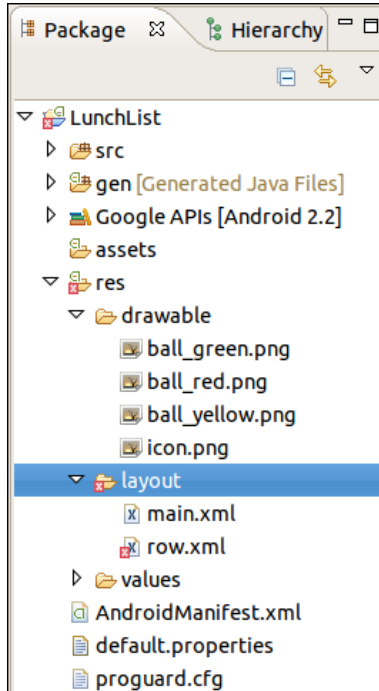 Package Hierarchy
LunchList
src
gen [Generated Java Files]
Google APIs [Android 2.2]
assets
res
drawable
ball_green.png
ball_red.png
ball_yellow.png
icon.png
layout
main.xml
row.xml
values
AndroidManifest.xml
default.properties
proguard.cfg